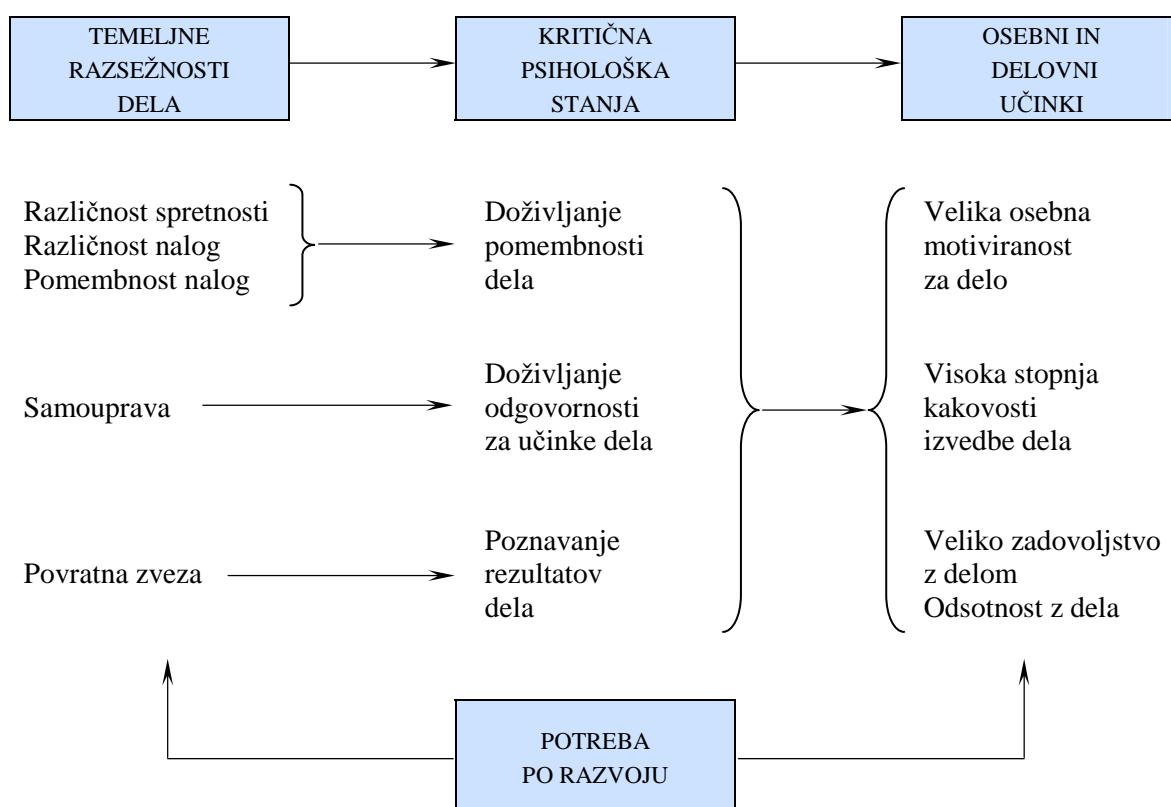 TEMELJNE
RAZSEŽNOSTI
DELA
KRITIČNA
PSIHOLOŠKA
STANJA
OSEBNI IN
DELOVNI
UČINKI
Različnost spretnosti
Različnost nalog
Pomembnost nalog
Doživljanje
pomembnosti
dela
Velika osebna
motiviranost
za delo
Samouprava
Doživljanje
odgovornosti
za učinke dela
Visoka stopnja
kakovosti
izvedbe dela
Povratna zveza
Poznavanje
rezultatov
dela
Veliko zadovoljstvo
z delom
Odsotnost z dela
POTREBA
PO RAZVOJU